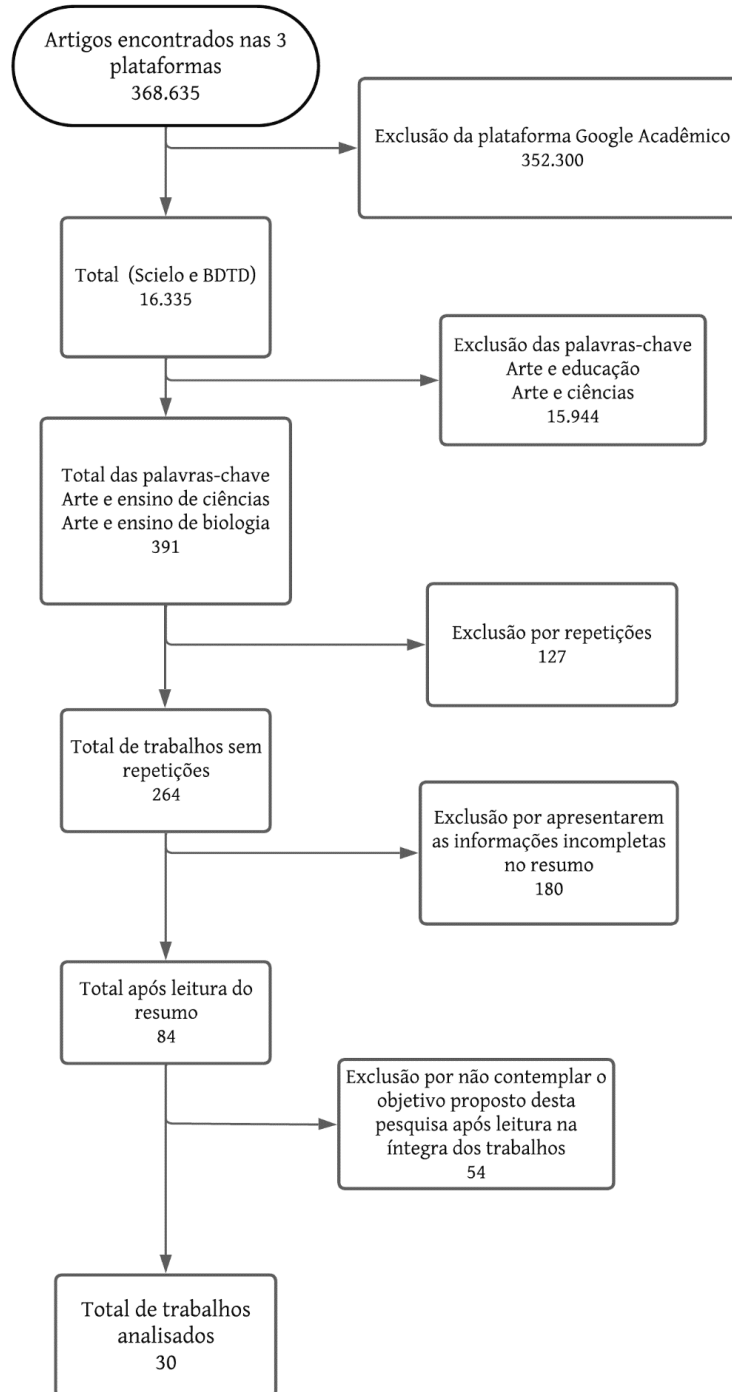 Artigos encontrados nas 3
plataformas
368.635
Exclusão da plataforma Google Acadêmico
352.300
Total (Scielo e BDTD)
16.335
Exclusão das palavras-chave
Arte e educação
Arte e ciências
15.944
Total das palavras-chave
Arte e ensino de ciências
Arte e ensino de biologia
391
Exclusão por repetições
127
Total de trabalhos sem
repetições
264
Exclusão por apresentarem
as informações incompletas
no resumo
180
Total após leitura do
resumo
84
Exclusão por não contemplar o
objetivo proposto desta
pesquisa após leitura na
íntegra dos trabalhos
54
Total de trabalhos
analisados
30